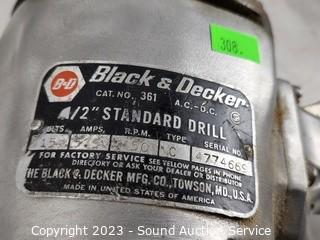 308
B&D
Black & Decker
CAT. NO. 361 A.C.-D.C.
1/2" STANDARD DRILL
VOLTS AMPS. R.P.M. TYPE SERIAL NO.
115
FOR FACTORY SERVICE SEE YELLOW PAGES IN PHONE
DIRECTORY OR ASK YOUR DEALER OR DISTRIBUTOR
THE BLACK & DECKER MFG. CO., TOWSON, MD., U.S.A.
MADE IN UNITED STATES OF AMERICA
Copyright - 2023 - Sound Auction Service